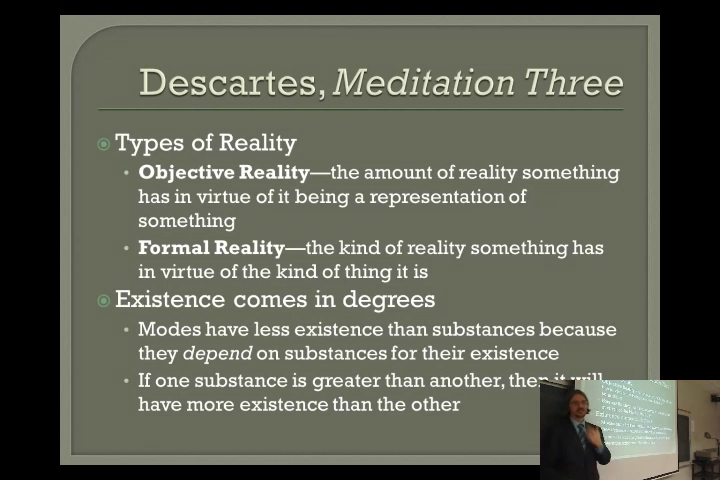 Descartes, Meditation Three
Types of Reality
Objective Reality—the amount of reality something
has in virtue of it being a representation of
something
Formal Reality—the kind of reality something has
in virtue of the kind of thing it is
Existence comes in degrees
Modes have less existence than substances because
they depend on substances for their existence
If one substance is greater than another, then it will
have more existence than the other